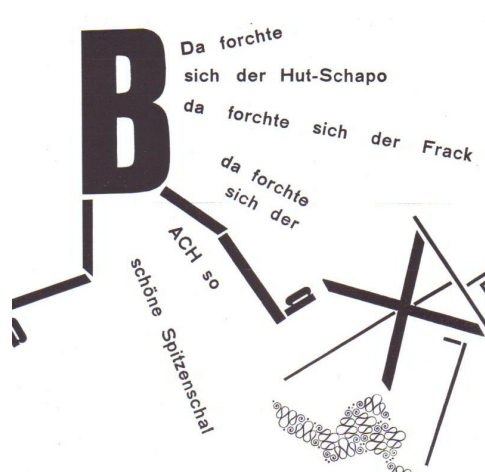 B
Da forchte
sich der Hut-Schapo
da forchte sich der Frack
da forchte
sich der
ACH so
schöne Spitzenschal
X